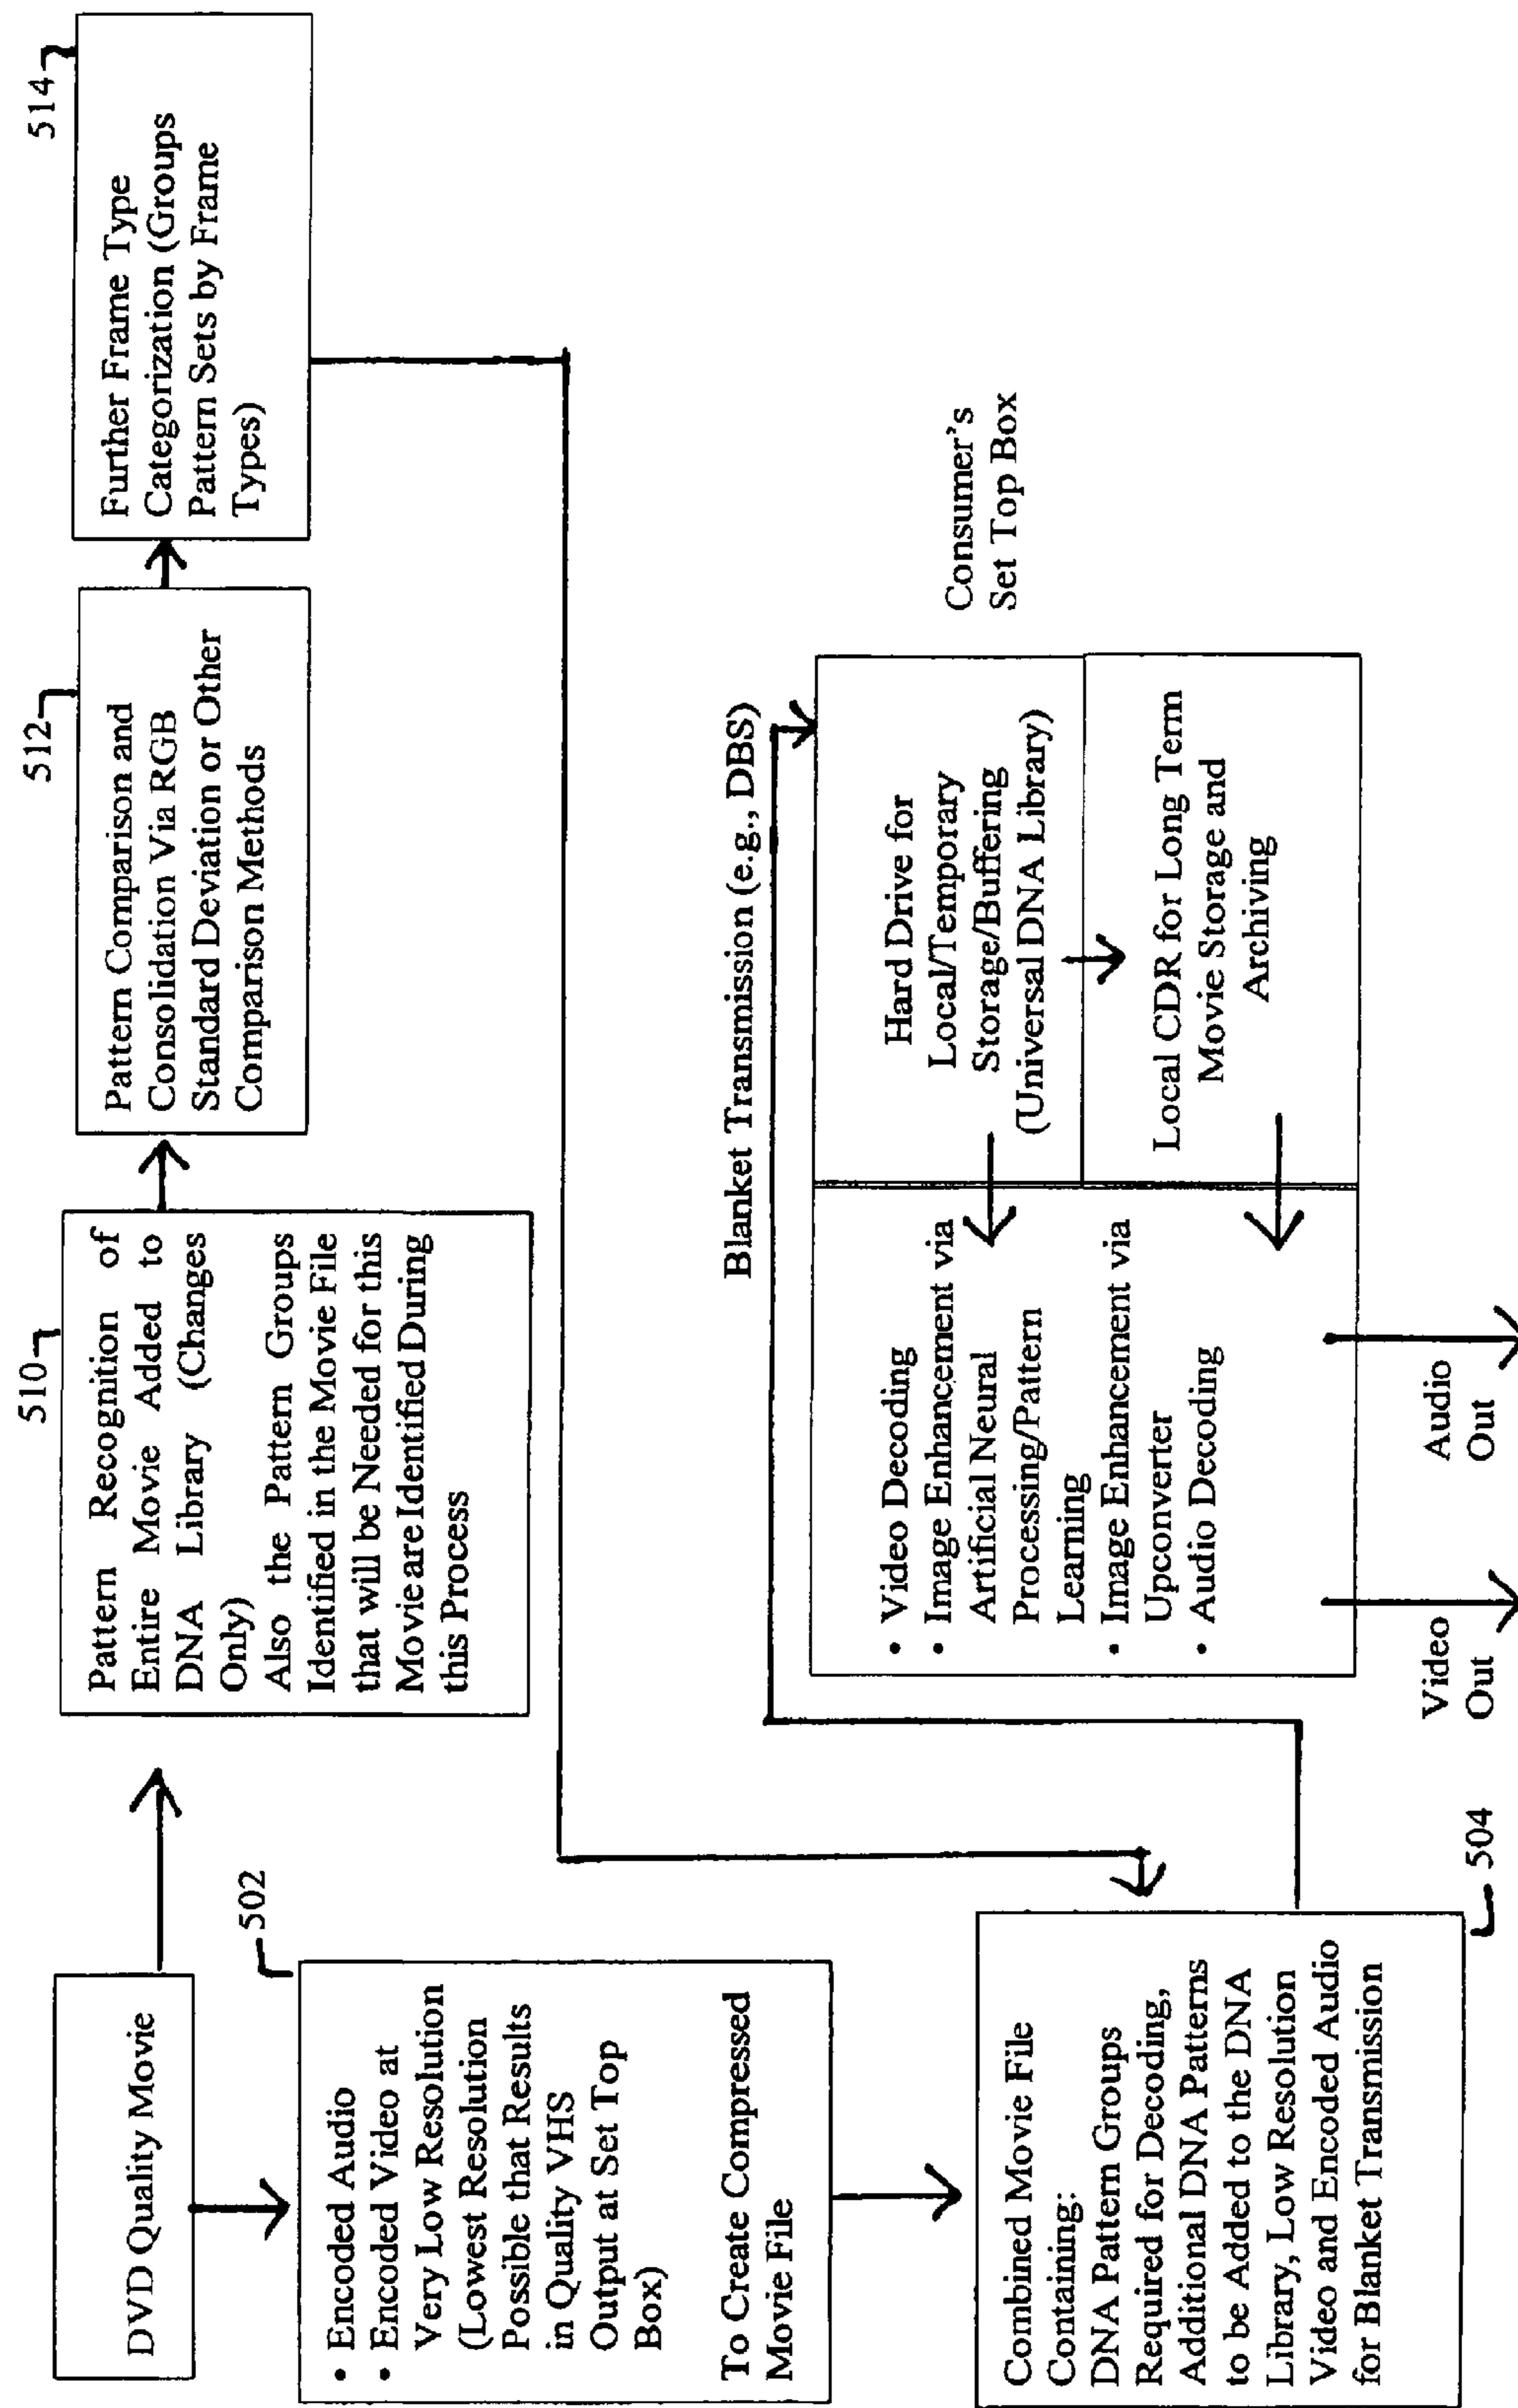 DVD Quality Movie
510
Pattern Recognition of
Entire Movie Added to
DNA Library (Changes
Only)
Also the Pattern Groups
Identified in the Movie File
that will be Needed for this
Movie are Identified During
this Process
512
Pattern Comparison and
Consolidation Via RGB
Standard Deviation or Other
Comparison Methods
514
Further Frame Type
Categorization (Groups
Pattern Sets by Frame
Types)
502
• Encoded Audio
• Encoded Video at
Very Low Resolution
(Lowest Resolution
Possible that Results
in Quality VHS
Output at Set Top
Box)
To Create Compressed
Movie File
504
Combined Movie File
Containing:
DNA Pattern Groups
Required for Decoding,
Additional DNA Patterns
to be Added to the DNA
Library, Low Resolution
Video and Encoded Audio
for Blanket Transmission
Blanket Transmission (e.g., DBS)
• Video Decoding
• Image Enhancement via
Artificial Neural
Processing/Pattern
Learning
• Image Enhancement via
Upconverter
• Audio Decoding
Hard Drive for
Local/Temporary
Storage/Buffering
(Universal DNA Library)
Local CDR for Long Term
Movie Storage and
Archiving
Consumer's
Set Top Box
Video
Out
Audio
Out